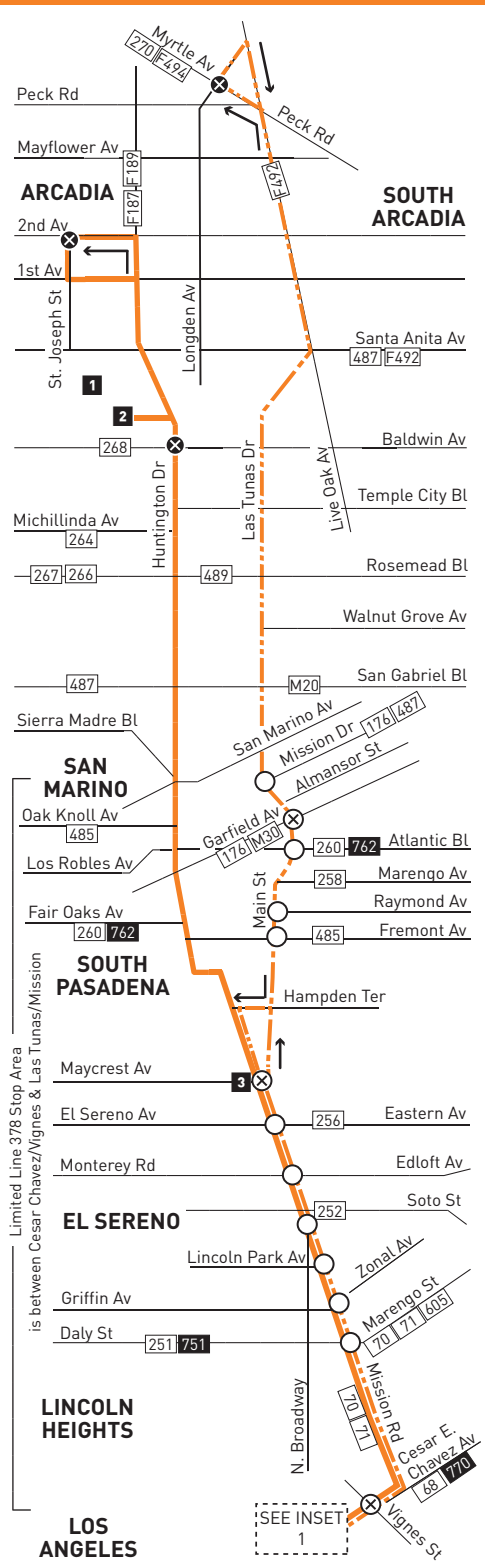 Myrtle Av
270 F494
Peck Rd
Peck Rd
Mayflower Av
F492
ARCADIA
F187 F189
SOUTH
ARCADIA
2nd Av
1st Av
St. Joseph St
Longden Av
Santa Anita Av
487 F492
1
2
268
Baldwin Av
Huntington Dr
Las Tunas Dr
Live Oak Av
Temple City Bl
Michillinda Av
264
267 266
489
Rosemead Bl
Walnut Grove Av
487
M20
San Gabriel Bl
Sierra Madre Bl
San Marino Av
Mission Dr
176 487
SAN
MARINO
Almansor St
Oak Knoll Av
485
Garfield Av
176 M30
260 762
Atlantic Bl
Los Robles Av
258
Marengo Av
Main St
Raymond Av
Fair Oaks Av
260 762
485
Fremont Av
SOUTH
PASADENA
Hampden Ter
Limited Line 378 Stop Area
is between Cesar Chavez/Vignes & Las Tunas/Mission
Maycrest Av
3
El Sereno Av
256
Eastern Av
Monterey Rd
Edloft Av
EL SERENO
252
Soto St
Lincoln Park Av
Zonal Av
Griffin Av
Marengo St
70 71 605
Daly St
251 751
LINCOLN
HEIGHTS
N. Broadway
70 71
Mission Rd
Cesar E.
Chavez Av
68 770
Vignes St
SEE INSET
1
LOS
ANGELES